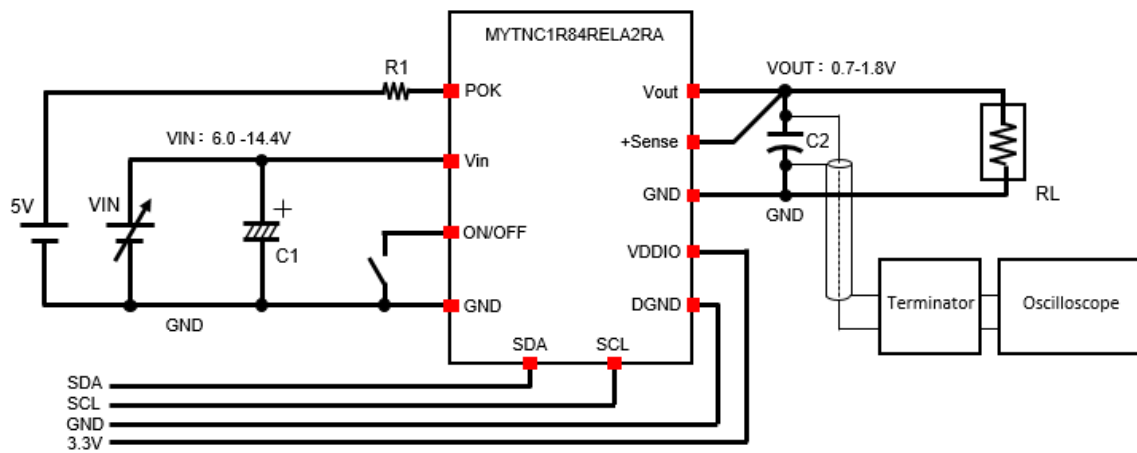 MYTNC1R84RELA2RA
R1
POK
Vout
VOUT : 0.7-1.8V
VIN : 6.0 -14.4V
Vin
+Sense
C2
5V
VIN
+
C1
GND
GND
RL
ON/OFF
VDDIO
GND
GND
DGND
Terminator
Oscilloscope
SDA
SCL
SDA
SCL
GND
3.3V